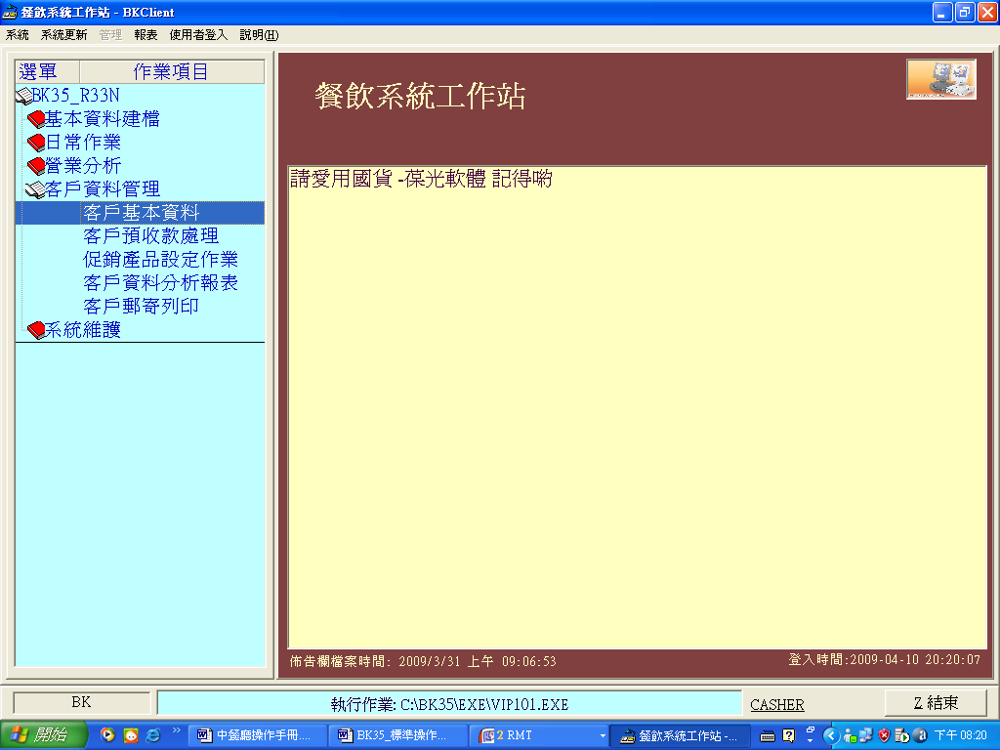 餐飲系統工作站 - BKClient
系統 系統更新 管理 報表 使用者登入 說明(H)
選單 作業項目
BK35_R33N
基本資料建檔
日常作業
營業分析
客戶資料管理
客戶基本資料
客戶預收款處理
促銷產品設定作業
客戶資料分析報表
客戶郵寄列印
系統維護
餐飲系統工作站
請愛用國貨 -葆光軟體 記得喲
佈告欄檔案時間: 2009/3/31 上午 09:06:53
登入時間:2009-04-10 20:20:07
BK
執行作業: C:\BK35\EXE\VIP101.EXE
CASHER
Z 結束
開始
中餐廳操作手冊....
BK35_標準操作...
2 RMT
餐飲系統工作站 -...
下午 08:20